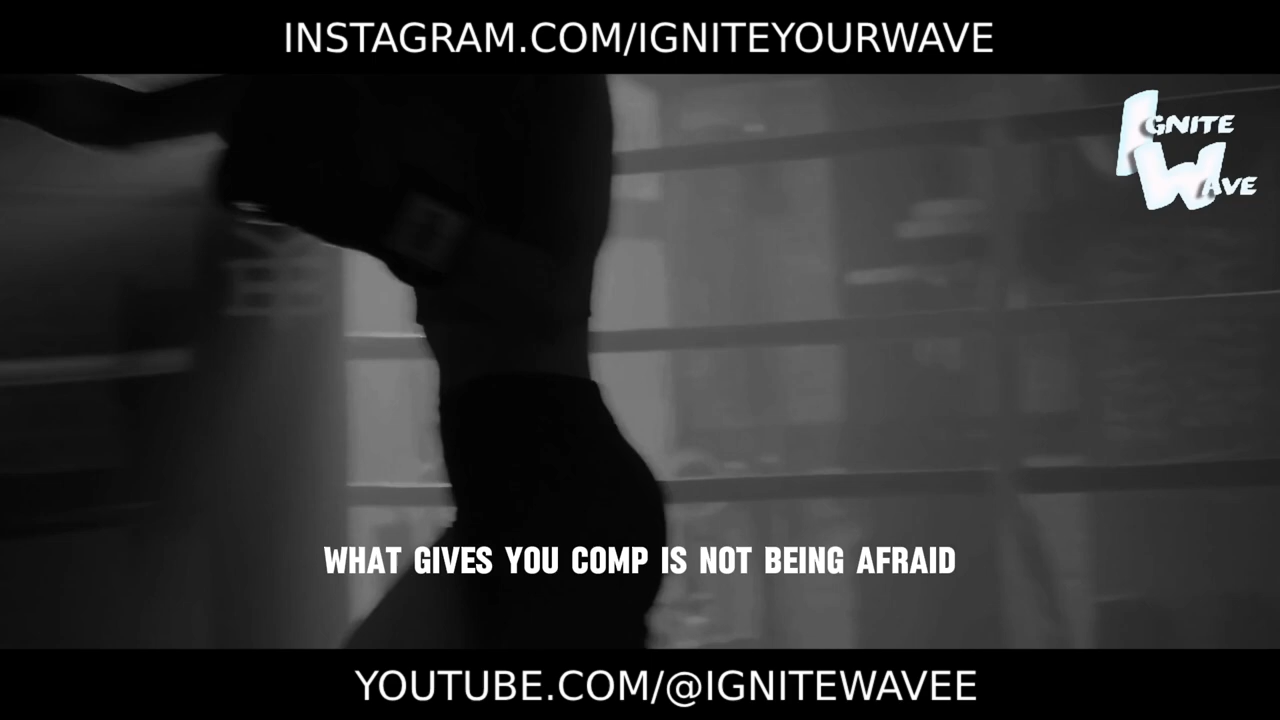 INSTAGRAM.COM/IGNITEYOURWAVE
IGNITE
WAVE
WHAT GIVES YOU COMP IS NOT BEING AFRAID
YOUTUBE.COM/@IGNITEWAVEE